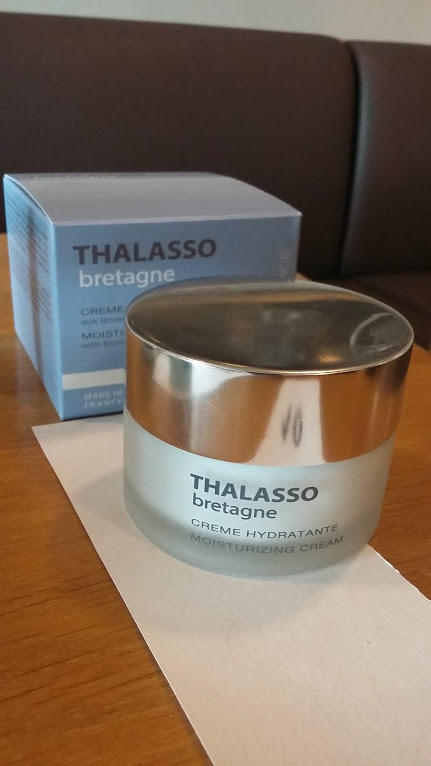 THALASSO
bretagne
CREME
MOISTU
MADE IN
FRANCE
THALASSO
bretagne
CREME HYDRATANTE
MOISTURIZING CREAM